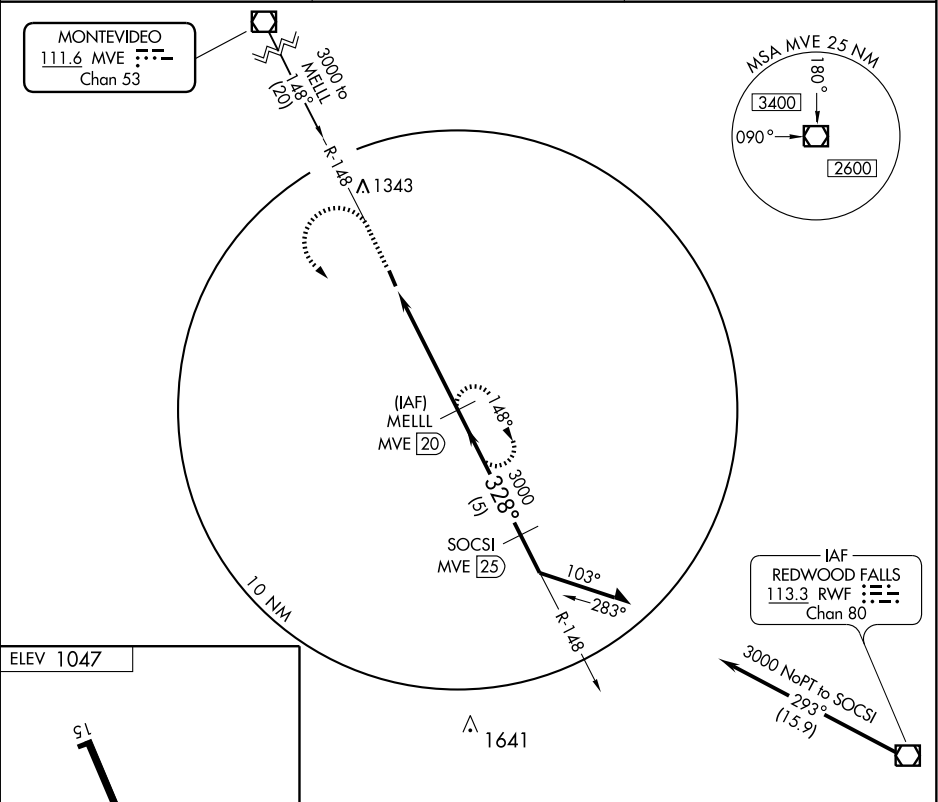 MONTEVIDEO
111.6 MVE
Chan 53
3000 to
MELLL
148°
(20)
R-148
1343
MSA MVE 25 NM
180°
3400
090°
2600
(IAF)
MELLL
MVE 20
148°
3000
328°
(5)
SOCSI
MVE 25
103°
283°
R-148
10 NM
IAF
REDWOOD FALLS
113.3 RWF
Chan 80
3000 NoPT to SOCSI
293°
(15.9)
ELEV 1047
15
1641